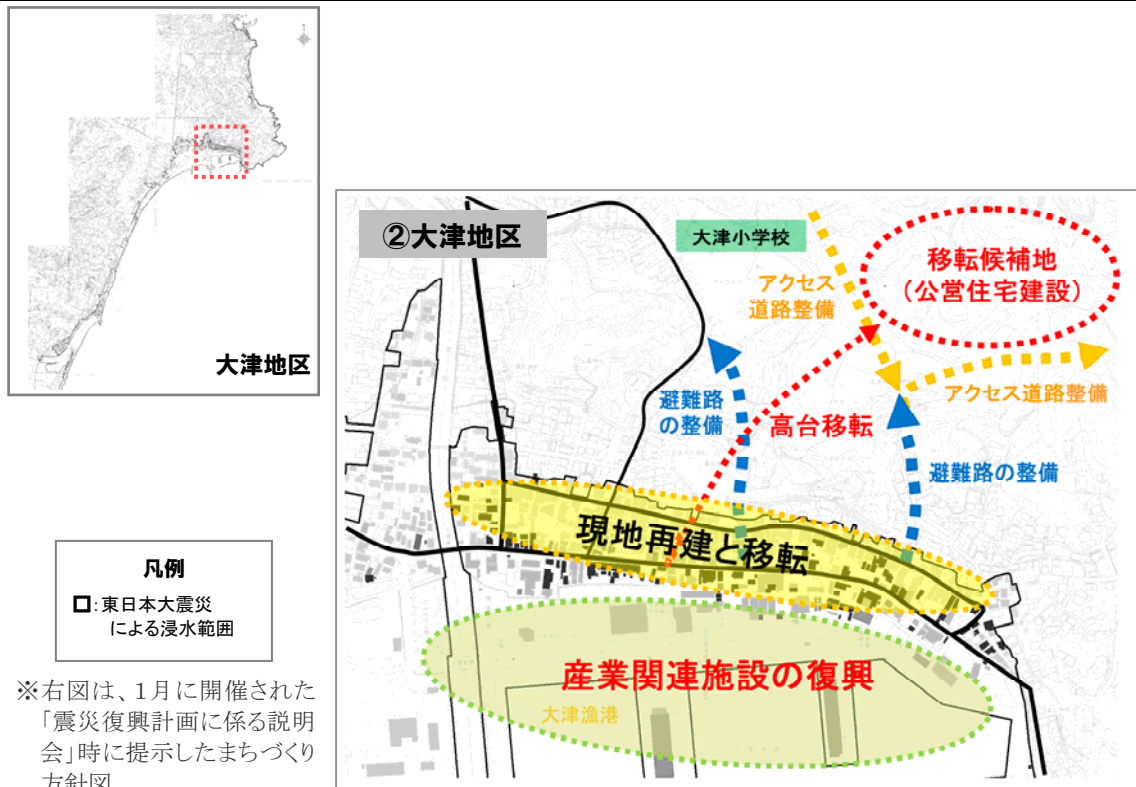 大津地区
②大津地区
大津小学校
移転候補地
（公営住宅建設）
アクセス
道路整備
アクセス道路整備
避難路
の整備
高台移転
避難路の整備
現地再建と移転
産業関連施設の復興
大津漁港
凡例
□：東日本大震災
による浸水範囲
※右図は、1月に開催された
「震災復興計画に係る説明
会」時に提示したまちづくり
方針図